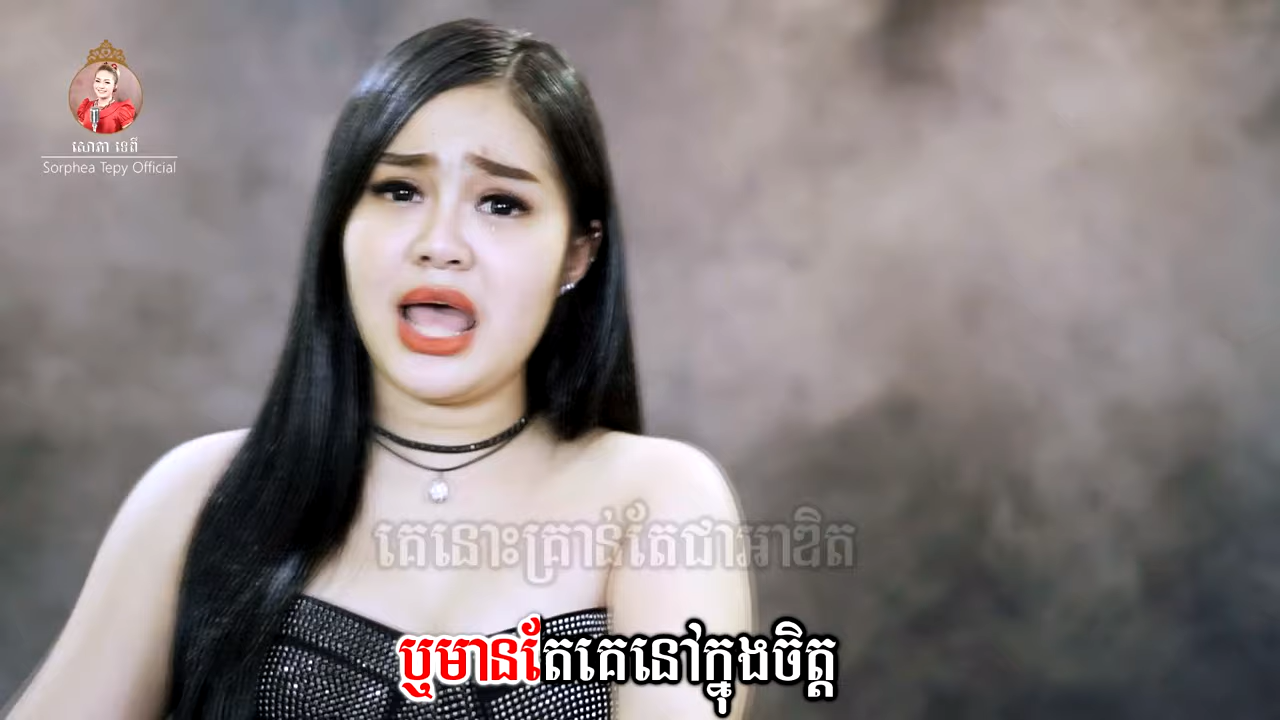 សោភា ទេពី
Sorphea Tepy Official
គេនោះគ្រាន់តែជាអាឌិត
ឬមានតែគេនៅក្នុងចិត្ត